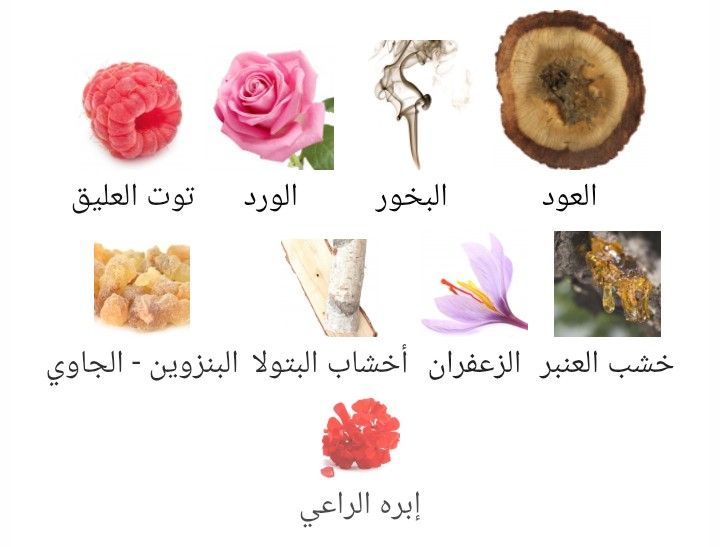 العود البخور الورد توت العليق
خشب العنبر الزعفران أخشاب البتولا البنزوين - الجاوي
إبره الراعي